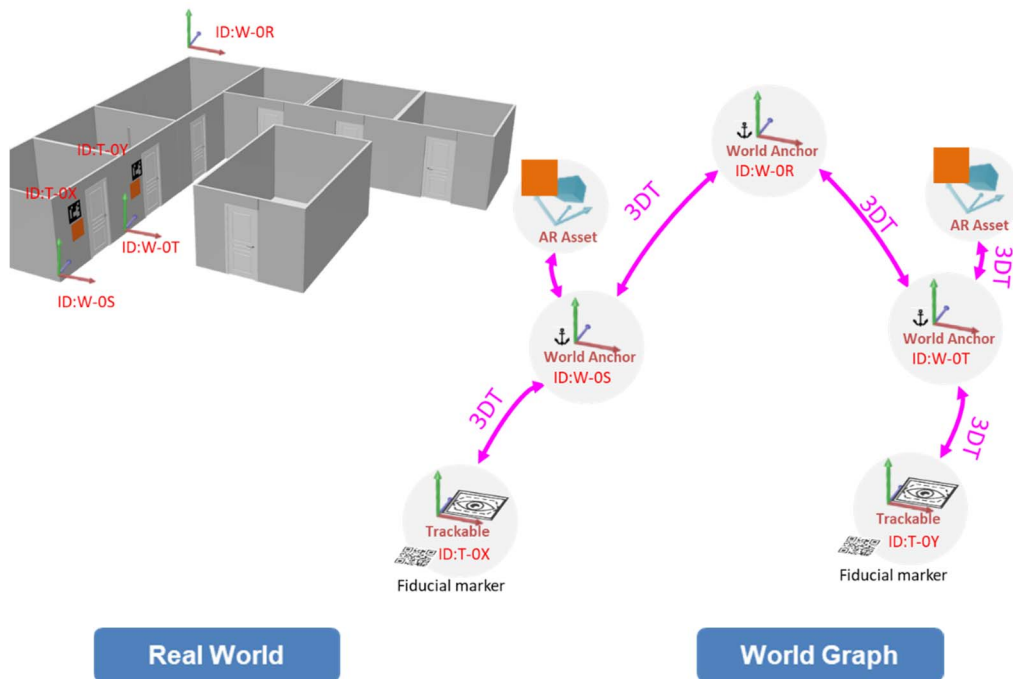 ID:W-0R
ID:T-0Y
ID:T-0X
ID:W-0T
ID:W-0S
World Anchor
ID:W-0R
3DT
3DT
AR Asset
AR Asset
3DT
World Anchor
ID:W-0S
World Anchor
ID:W-0T
3DT
3DT
Trackable
ID:T-0X
Fiducial marker
Trackable
ID:T-0Y
Fiducial marker
Real World
World Graph